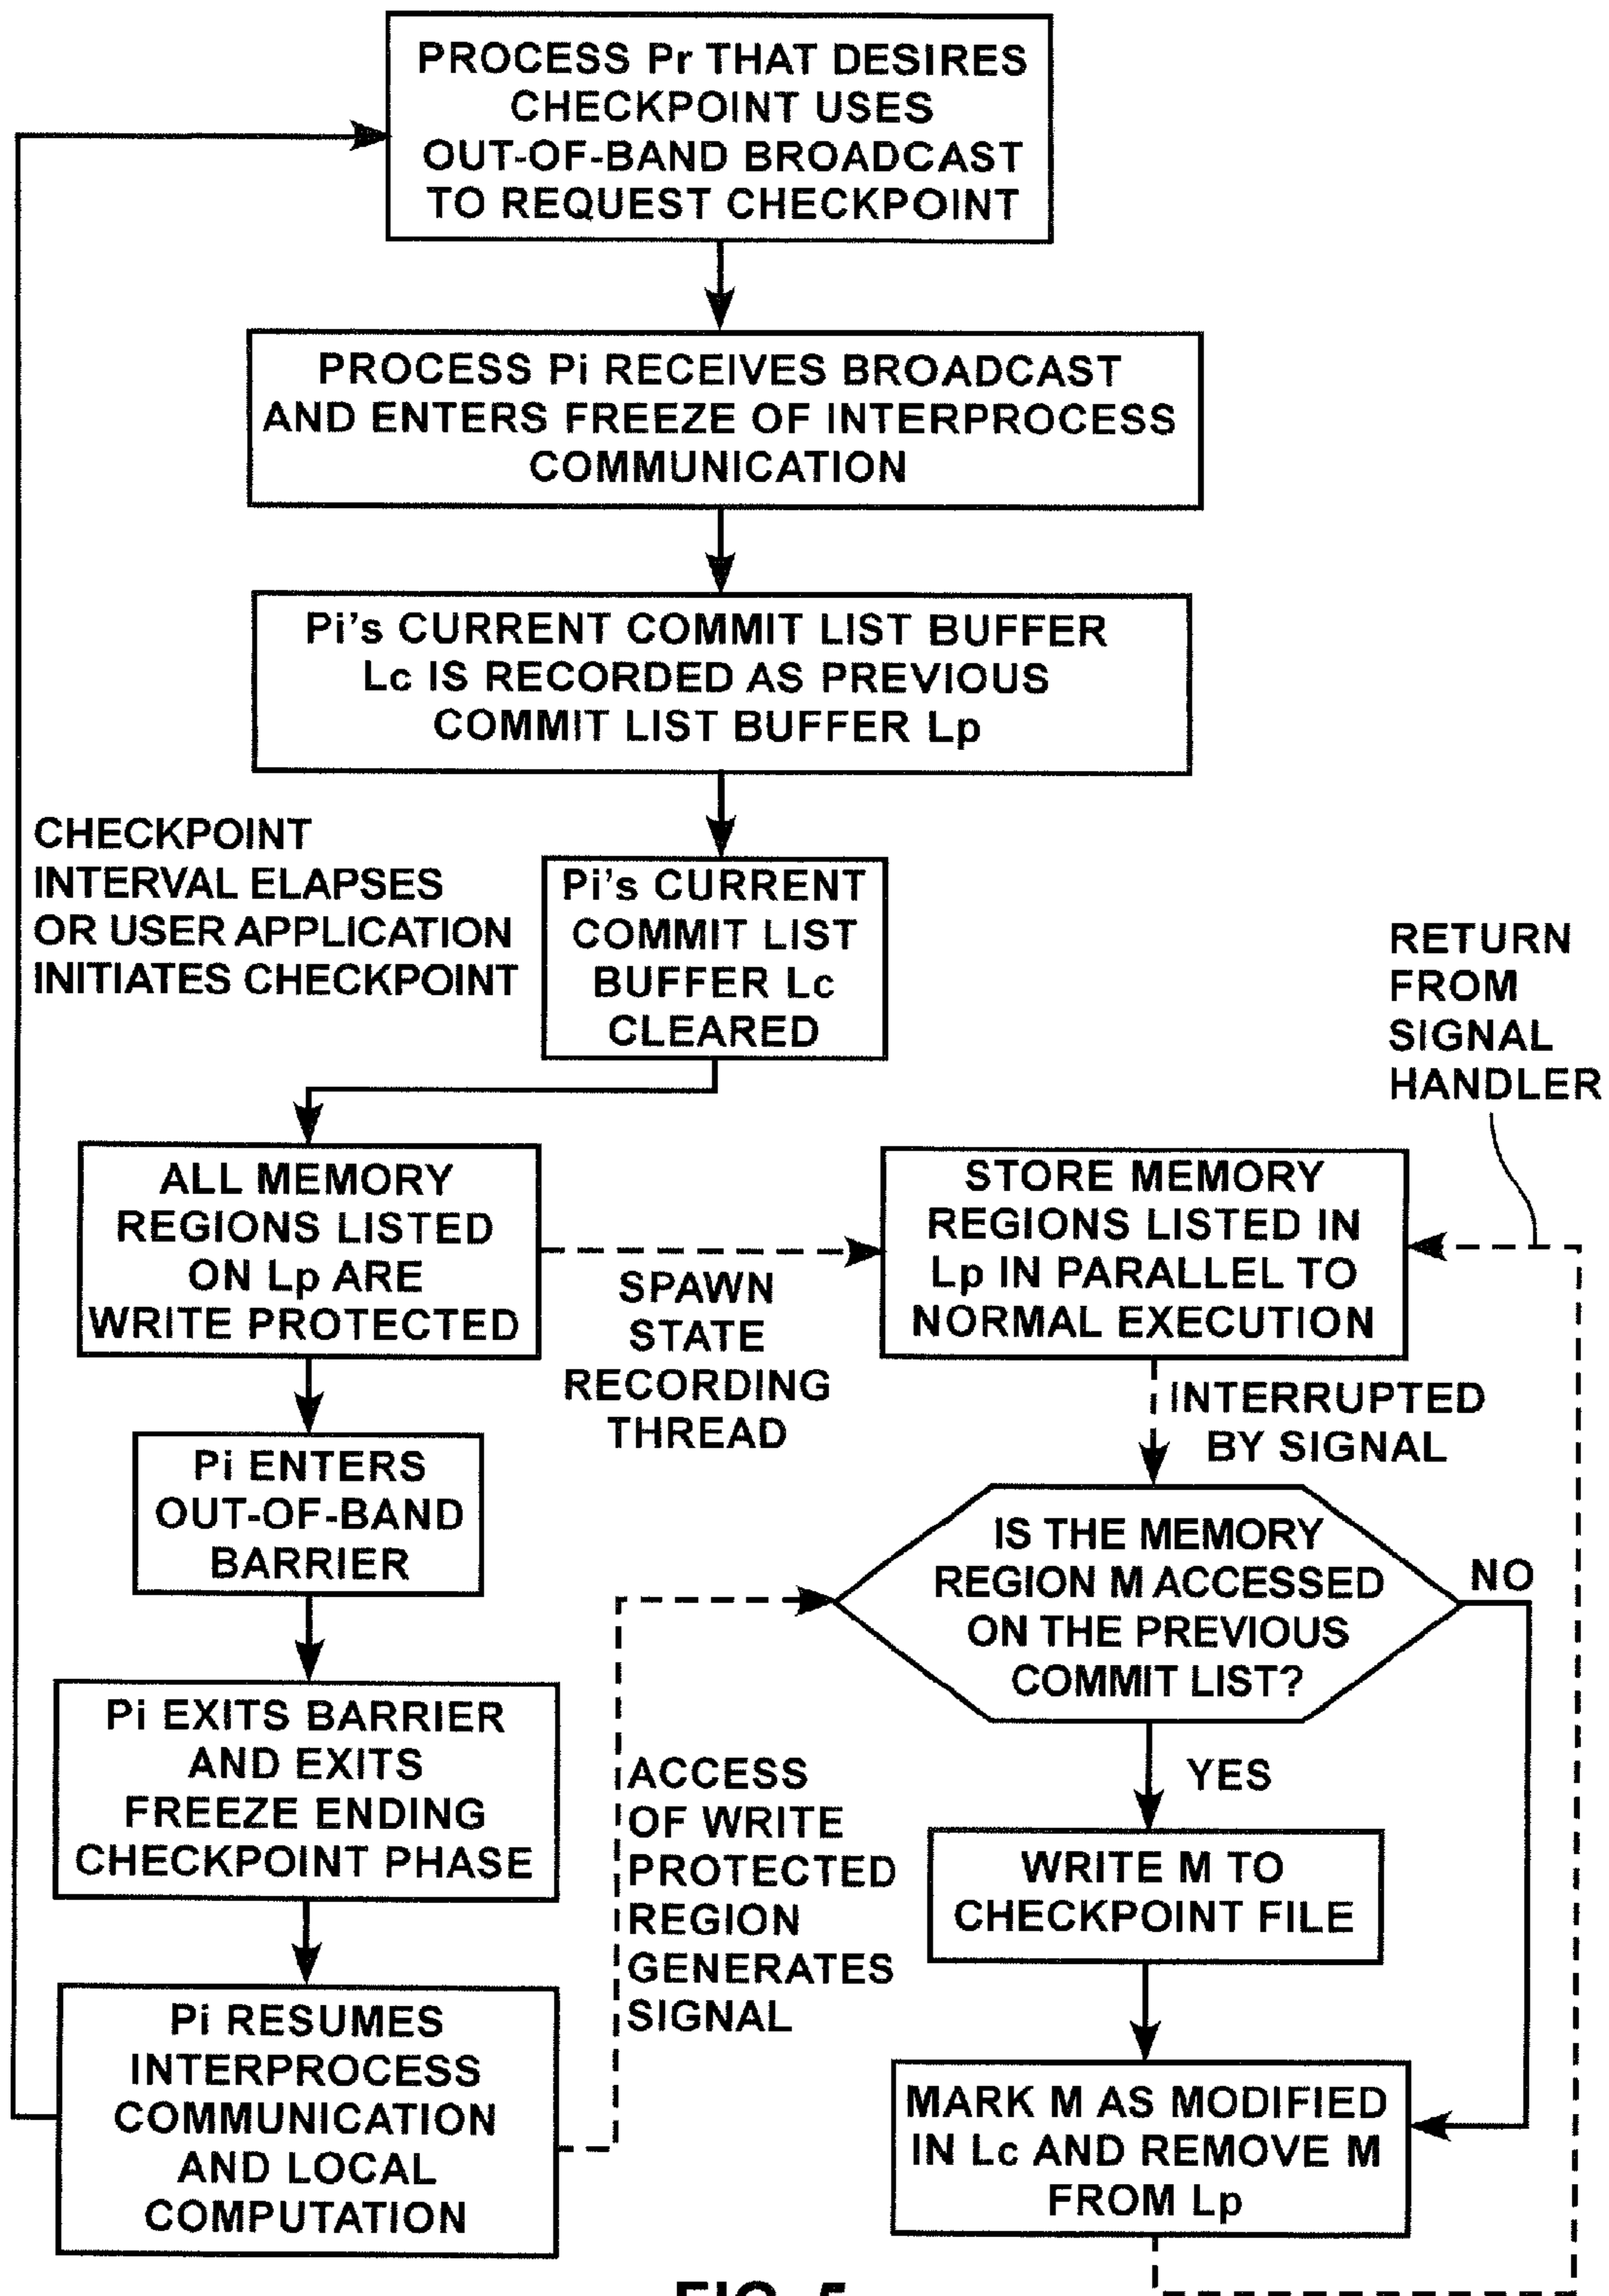 PROCESS Pr THAT DESIRES
CHECKPOINT USES
OUT-OF-BAND BROADCAST
TO REQUEST CHECKPOINT
PROCESS Pi RECEIVES BROADCAST
AND ENTERS FREEZE OF INTERPROCESS
COMMUNICATION
Pi's CURRENT COMMIT LIST BUFFER
Lc IS RECORDED AS PREVIOUS
COMMIT LIST BUFFER Lp
CHECKPOINT
INTERVAL ELAPSES
OR USER APPLICATION
INITIATES CHECKPOINT
Pi's CURRENT
COMMIT LIST
BUFFER Lc
CLEARED
RETURN
FROM
SIGNAL
HANDLER
ALL MEMORY
REGIONS LISTED
ON Lp ARE
WRITE PROTECTED
SPAWN
STATE
RECORDING
THREAD
STORE MEMORY
REGIONS LISTED IN
Lp IN PARALLEL TO
NORMAL EXECUTION
INTERRUPTED
BY SIGNAL
Pi ENTERS
OUT-OF-BAND
BARRIER
IS THE MEMORY
REGION M ACCESSED
ON THE PREVIOUS
COMMIT LIST?
NO
YES
Pi EXITS BARRIER
AND EXITS
FREEZE ENDING
CHECKPOINT PHASE
ACCESS
OF WRITE
PROTECTED
REGION
GENERATES
SIGNAL
WRITE M TO
CHECKPOINT FILE
Pi RESUMES
INTERPROCESS
COMMUNICATION
AND LOCAL
COMPUTATION
MARK M AS MODIFIED
IN Lc AND REMOVE M
FROM Lp